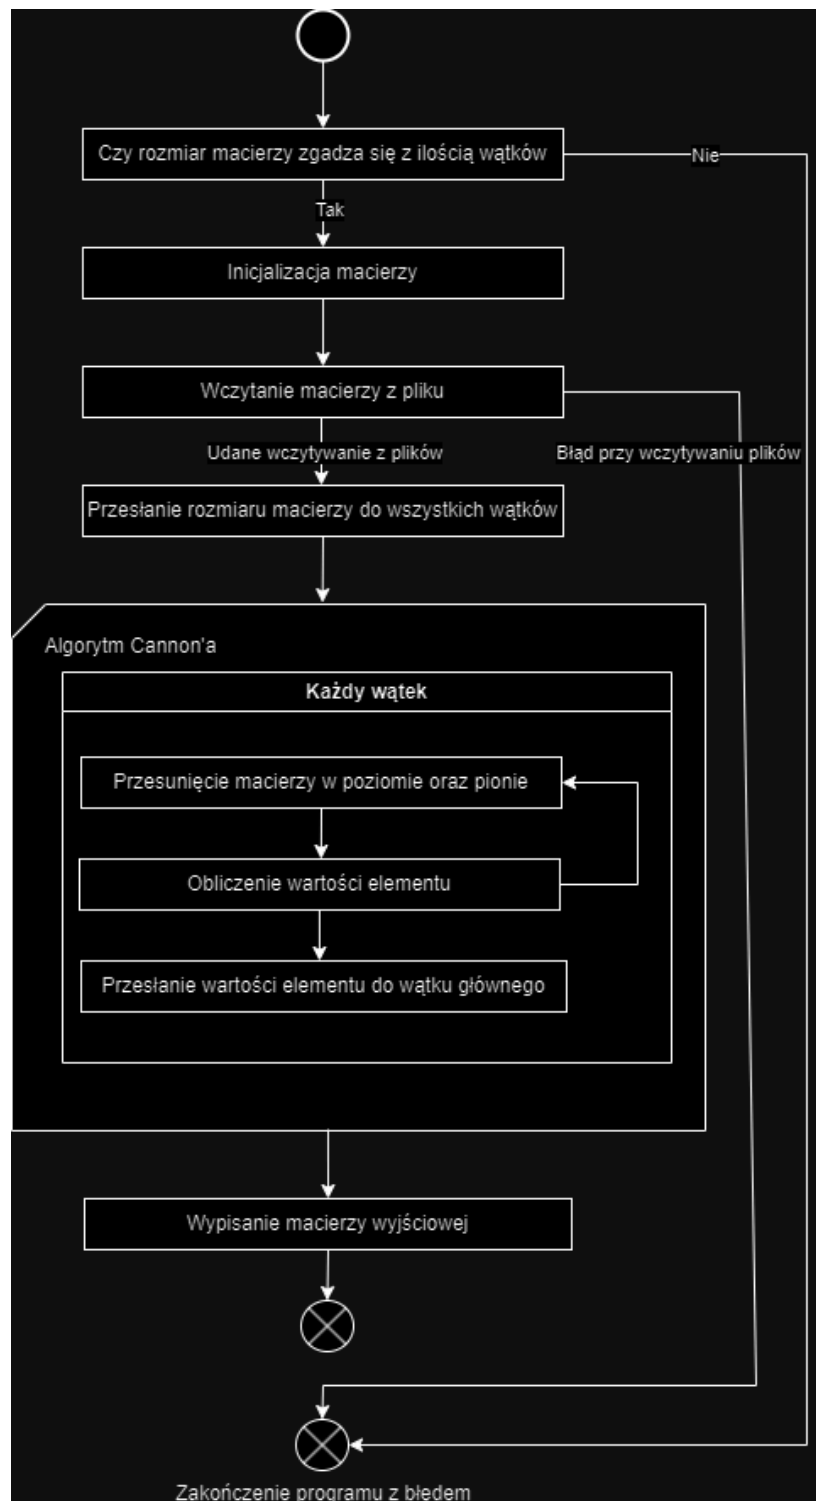 Czy rozmiar macierzy zgadza się z ilością wątków
Nie
Tak
Inicjalizacja macierzy
Wczytanie macierzy z pliku
Udane wczytywanie z plików
Błąd przy wczytywaniu plików
Przesłanie rozmiaru macierzy do wszystkich wątków
Algorytm Cannon'a
Każdy wątek
Przesunięcie macierzy w poziomie oraz pionie
Obliczenie wartości elementu
Przesłanie wartości elementu do wątku głównego
Wypisanie macierzy wyjściowej
Zakończenie programu z błedem